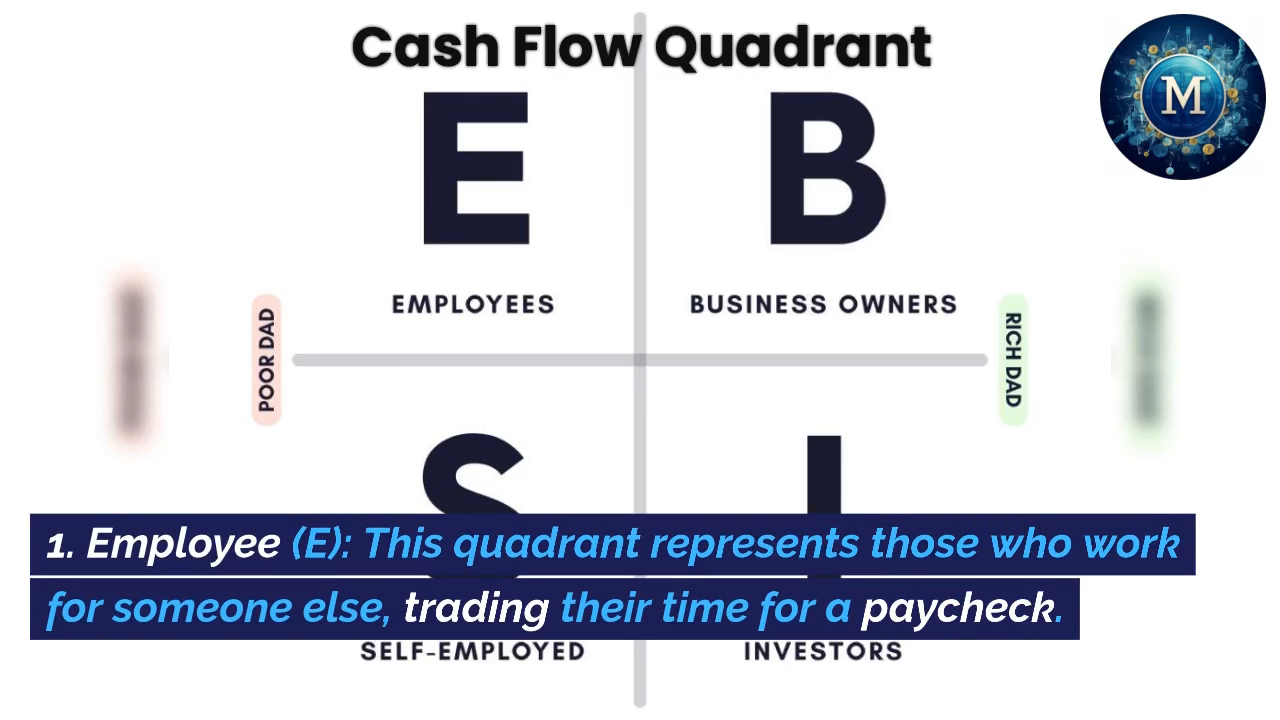 Cash Flow Quadrant
M
E
B
EMPLOYEES
BUSINESS OWNERS
POOR DAD
RICH DAD
S
I
1. Employee (E): This quadrant represents those who work
for someone else, trading their time for a paycheck.
SELF-EMPLOYED
INVESTORS